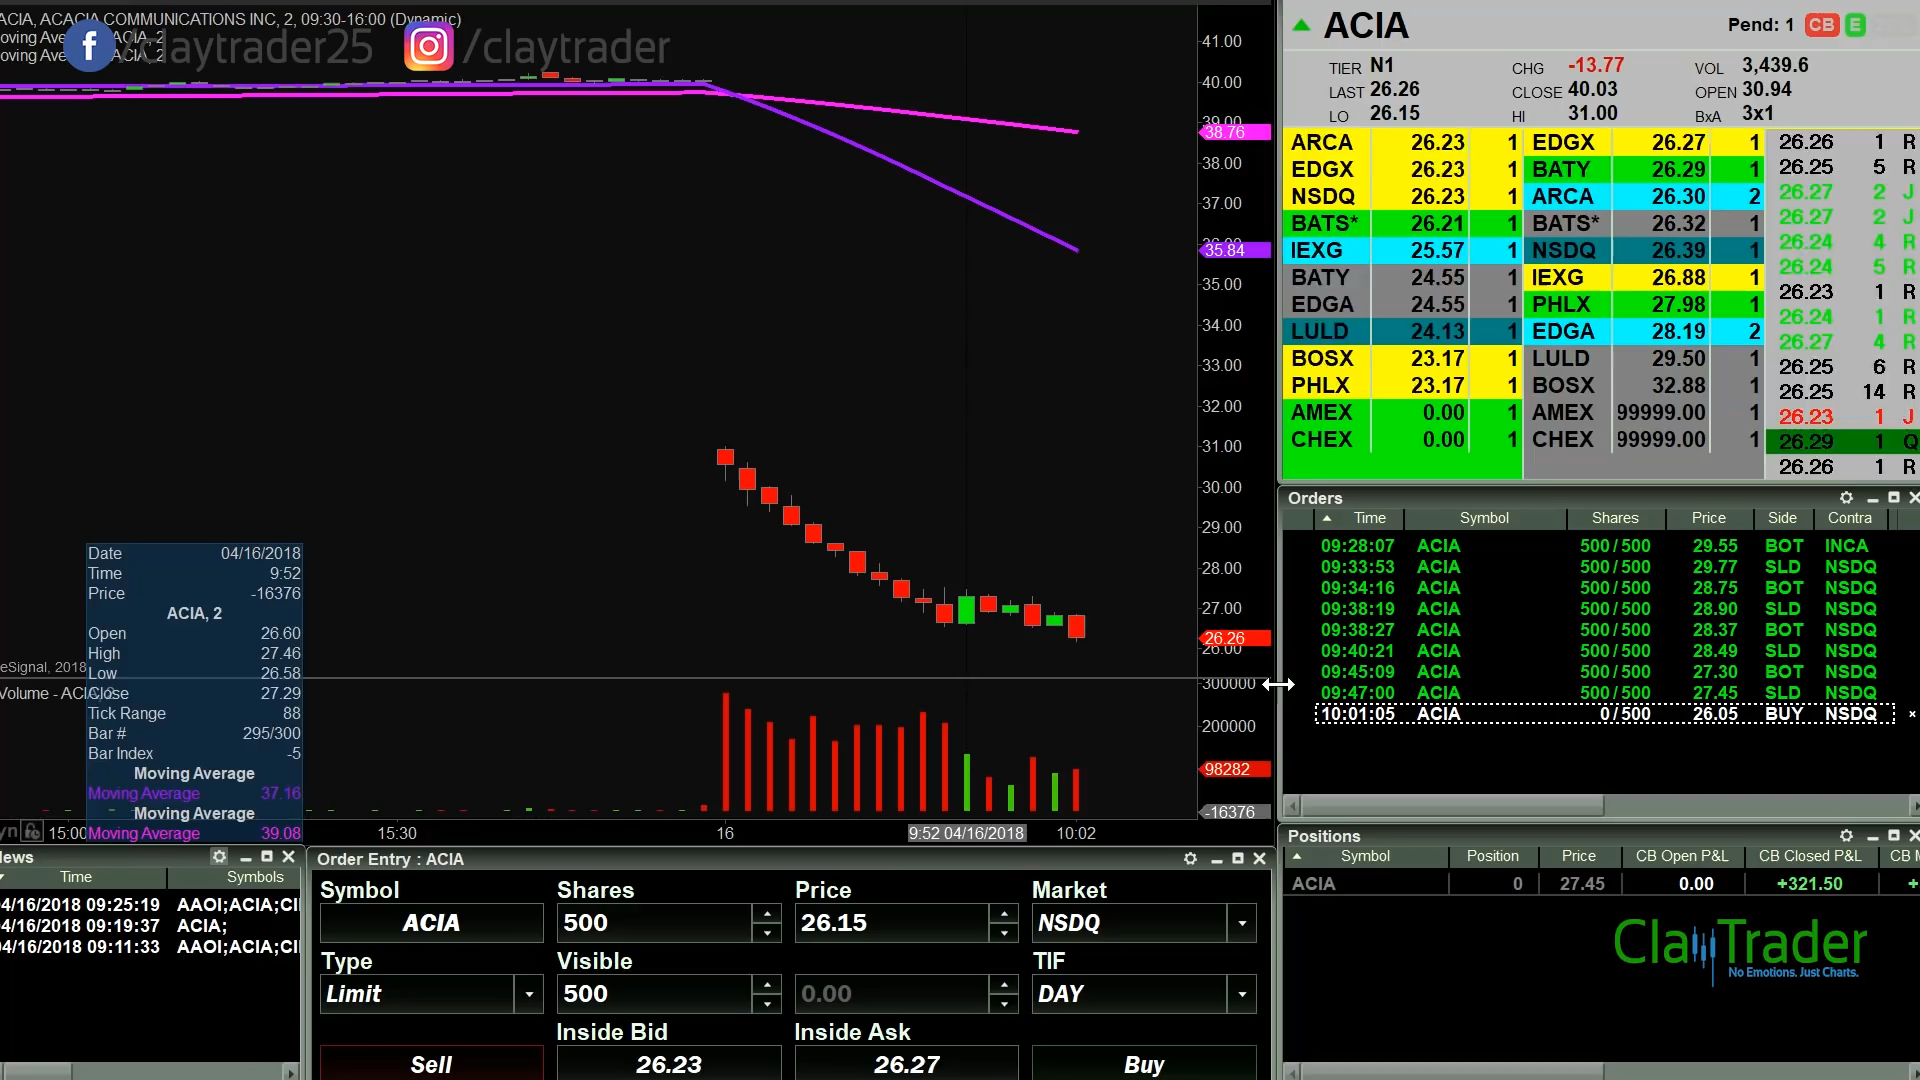 ACIA, ACACIA COMMUNICATIONS INC, 2, 09:30-16:00 (Dynamic)
/claytrader25
/claytrader
41.00
40.00
39.00
38.76
38.00
37.00
35.84
35.00
34.00
33.00
32.00
31.00
30.00
29.00
28.00
27.00
26.26
26.00
Date 04/16/2018
Time 9:52
Price -16376
ACIA, 2
Open 26.60
High 27.46
Low 26.58
Close 27.29
Tick Range 88
Bar # 295/300
Bar Index -5
Moving Average
Moving Average 37.16
Moving Average
Moving Average 39.08
eSignal, 2018
Volume - ACIA
300000
200000
98282
-16376
15:00 15:30 16 9:52 04/16/2018 10:02
ACIA Pend: 1 CB E
TIER N1 CHG -13.77 VOL 3,439.6
LAST 26.26 CLOSE 40.03 OPEN 30.94
LO 26.15 HI 31.00 BxA 3x1
ARCA 26.23 1 EDGX 26.27 1
EDGX 26.23 1 BATY 26.29 1
NSDQ 26.23 1 ARCA 26.30 2
BATS* 26.21 1 BATS* 26.32 1
IEXG 25.57 1 NSDQ 26.39 1
BATY 24.55 1 IEXG 26.88 1
EDGA 24.55 1 PHLX 27.98 1
LULD 24.13 1 EDGA 28.19 2
BOSX 23.17 1 LULD 29.50 1
PHLX 23.17 1 BOSX 32.88 1
AMEX 0.00 1 AMEX 99999.00 1
CHEX 0.00 1 CHEX 99999.00 1
26.26 1 R
26.25 5 R
26.27 2 J
26.27 2 J
26.24 4 R
26.24 5 R
26.23 1 R
26.24 1 R
26.27 4 R
26.25 6 R
26.25 14 R
26.23 1 J
26.29 1 Q
26.26 1 R
Orders
Time Symbol Shares Price Side Contra
09:28:07 ACIA 500/500 29.55 BOT INCA
09:33:53 ACIA 500/500 29.77 SLD NSDQ
09:34:16 ACIA 500/500 28.75 BOT NSDQ
09:38:19 ACIA 500/500 28.90 SLD NSDQ
09:38:27 ACIA 500/500 28.37 BOT NSDQ
09:40:21 ACIA 500/500 28.49 SLD NSDQ
09:45:09 ACIA 500/500 27.30 BOT NSDQ
09:47:00 ACIA 500/500 27.45 SLD NSDQ
10:01:05 ACIA 0/500 26.05 BUY NSDQ
Positions
Symbol Position Price CB Open P&L CB Closed P&L CB
ACIA 0 27.45 0.00 +321.50 +
ClayTrader
No Emotions. Just Charts.
News
Time Symbols
4/16/2018 09:25:19 AAOI;ACIA;CI
4/16/2018 09:19:37 ACIA;
4/16/2018 09:11:33 AAOI;ACIA;CI
Order Entry : ACIA
Symbol Shares Price Market
ACIA 500 26.15 NSDQ
Type Visible TIF
Limit 500 0.00 DAY
Inside Bid Inside Ask
Sell 26.23 26.27 Buy